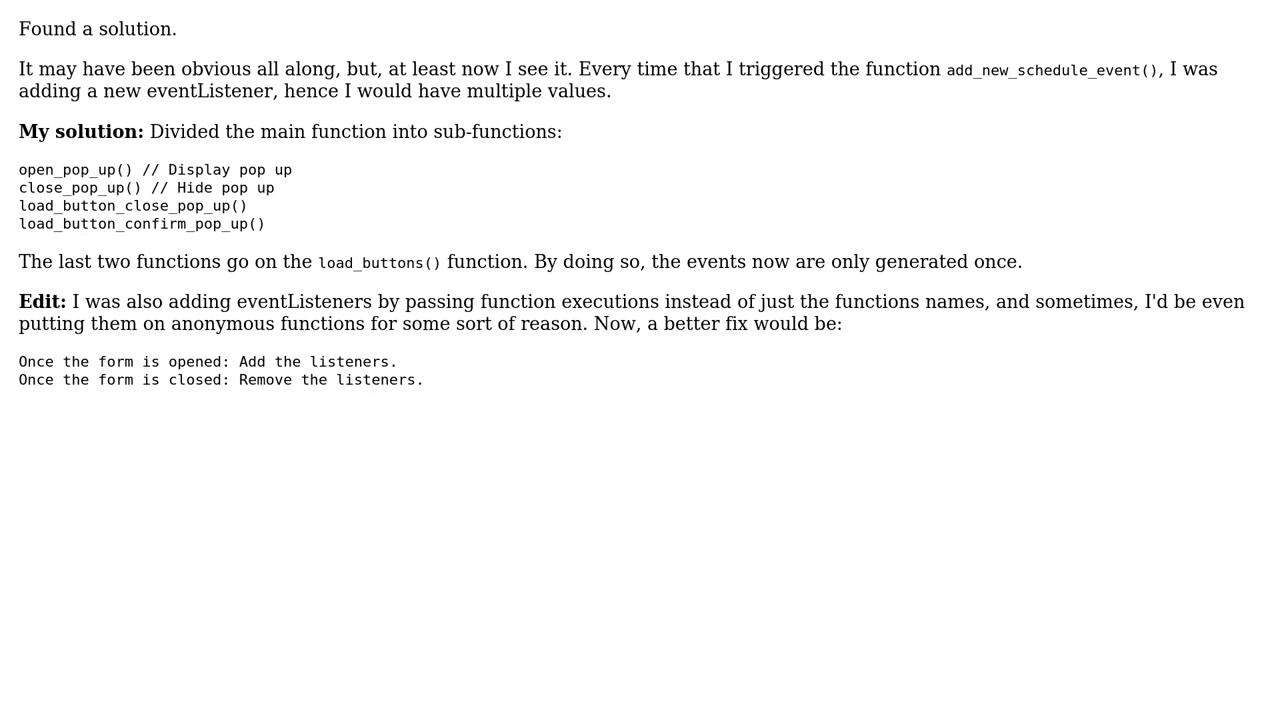 Found a solution.
It may have been obvious all along, but, at least now I see it. Every time that I triggered the function add_new_schedule_event(), I was
adding a new eventListener, hence I would have multiple values.
My solution: Divided the main function into sub-functions:
open_pop_up() // Display pop up
close_pop_up() // Hide pop up
load_button_close_pop_up()
load_button_confirm_pop_up()
The last two functions go on the load_buttons() function. By doing so, the events now are only generated once.
Edit: I was also adding eventListeners by passing function executions instead of just the functions names, and sometimes, I'd be even
putting them on anonymous functions for some sort of reason. Now, a better fix would be:
Once the form is opened: Add the listeners.
Once the form is closed: Remove the listeners.